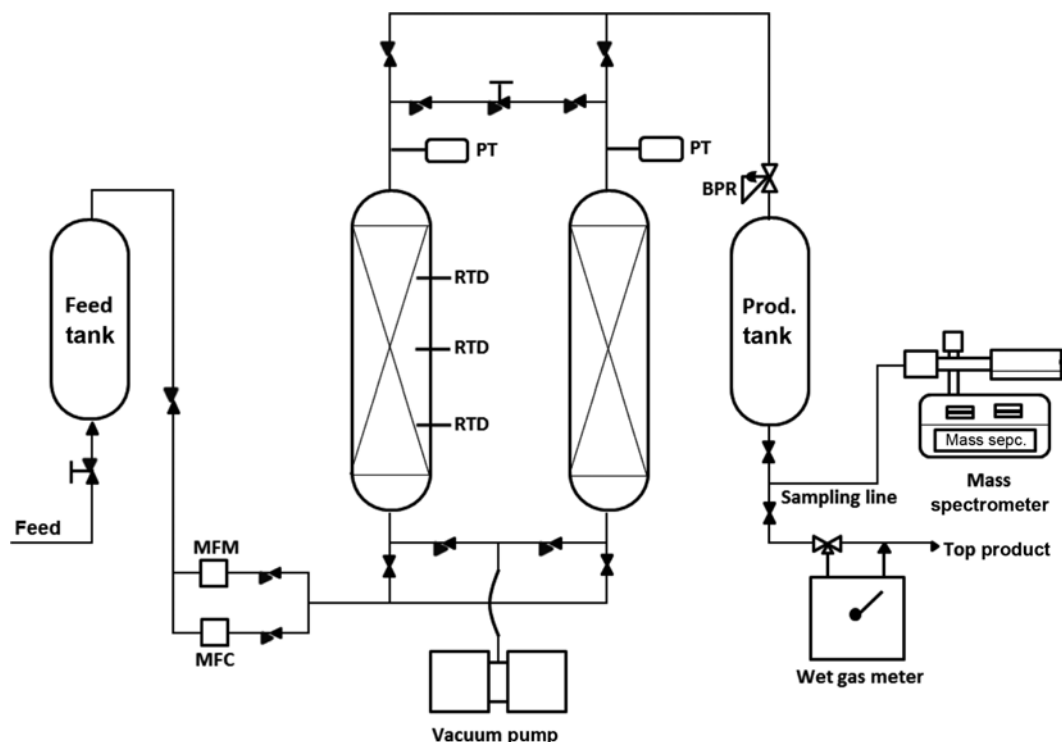 PT
PT
BPR
Feed
tank
RTD
RTD
RTD
Prod.
tank
Mass sepc.
Mass
spectrometer
Sampling line
Feed
MFM
MFC
Top product
Wet gas meter
Vacuum pump